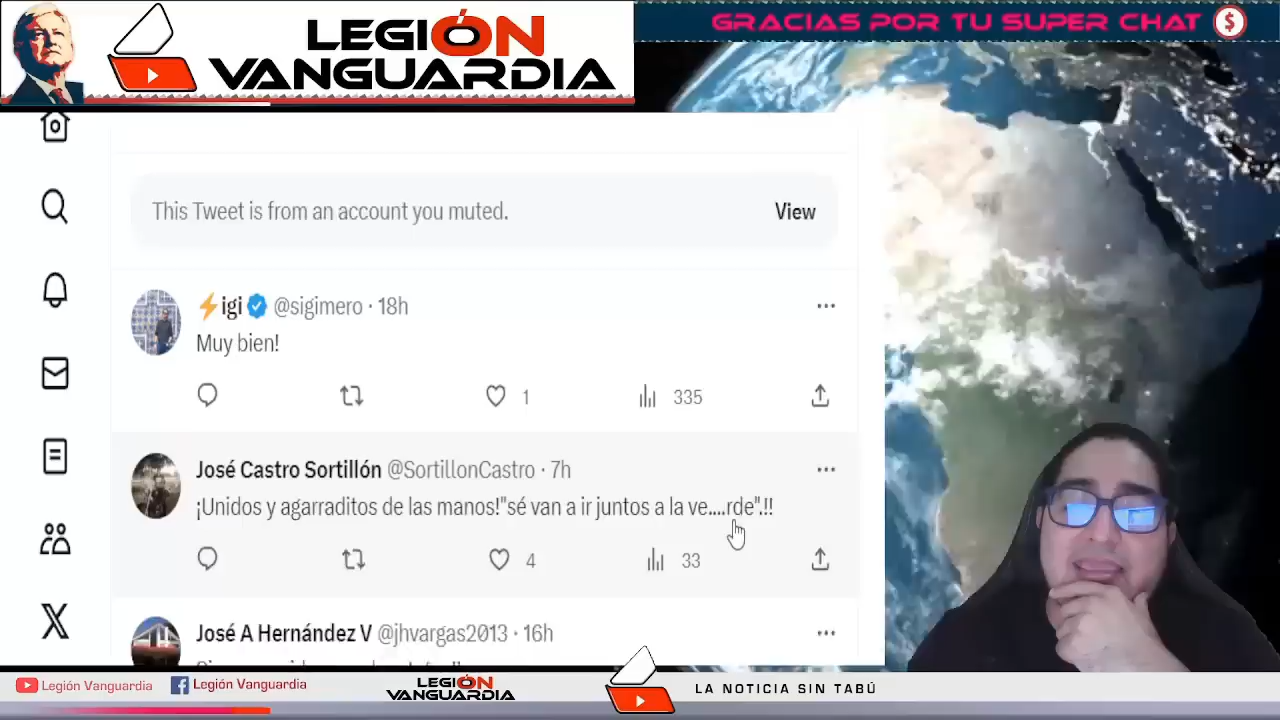 LEGIÓN
VANGUARDIA
GRACIAS POR TU SUPER CHAT $
This Tweet is from an account you muted.
View
⚡igi @sigimero · 18h
Muy bien!
1
335
José Castro Sortillón @SortillonCastro · 7h
¡Unidos y agarraditos de las manos!"sé van a ir juntos a la ve....rde".!!
4
33
José A Hernández V @jhvargas2013 · 16h
Legión Vanguardia
Legión Vanguardia
LEGIÓN
VANGUARDIA
LA NOTICIA SIN TABÚ